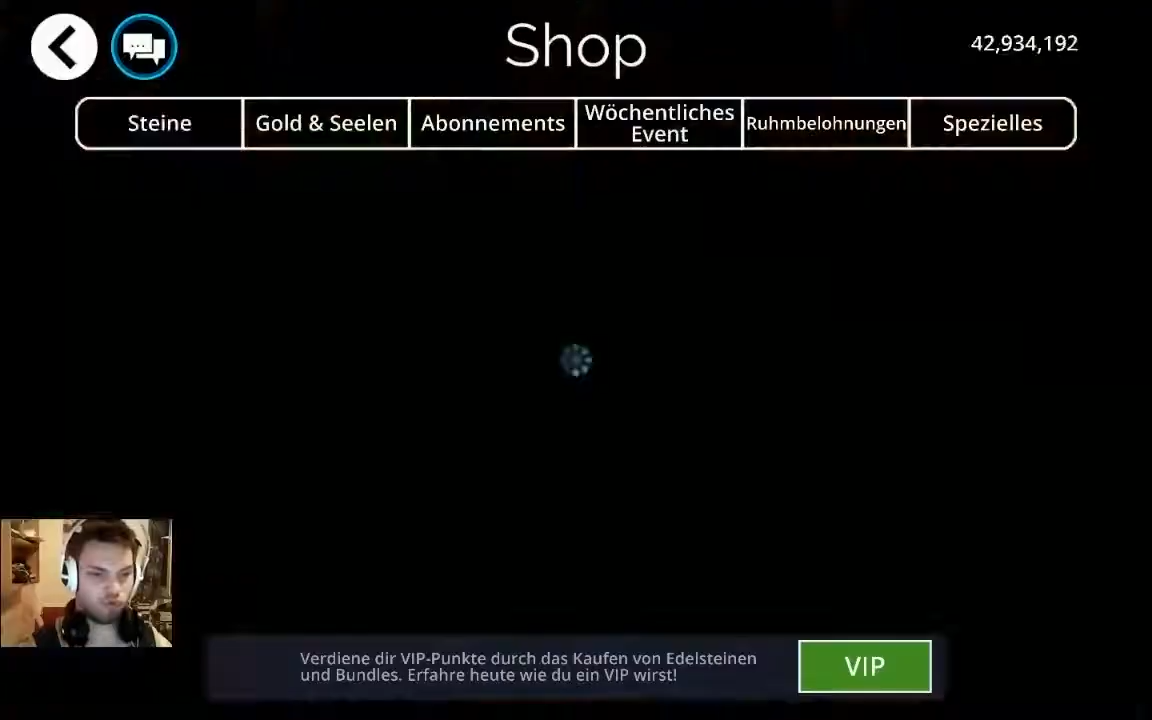 Shop
42,934,192
Steine
Gold & Seelen
Abonnements
Wöchentliches
Event
Ruhmbelohnungen
Spezielles
Verdiene dir VIP-Punkte durch das Kaufen von Edelsteinen
und Bundles. Erfahre heute wie du ein VIP wirst!
VIP